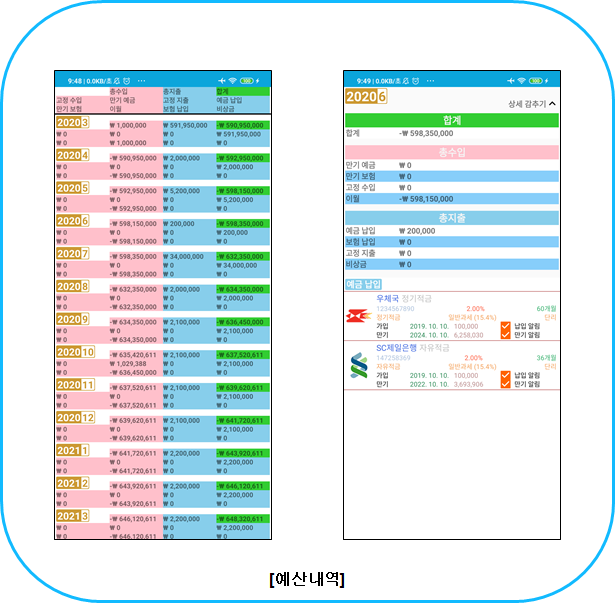 9:48 | 0.0KB/초 ··· 100
총수입 총지출 합계
고정 수입 만기 예금 고정 지출 예금 납입
만기 보험 이월 보험 납입 비상금
2020 3 ₩ 1,000,000 ₩ 591,950,000 -₩ 590,950,000
₩ 0 ₩ 0 ₩ 0 ₩ 591,950,000
₩ 0 ₩ 1,000,000 ₩ 0 ₩ 0
2020 4 -₩ 590,950,000 ₩ 2,000,000 -₩ 592,950,000
₩ 0 ₩ 0 ₩ 0 ₩ 2,000,000
₩ 0 -₩ 590,950,000 ₩ 0 ₩ 0
2020 5 -₩ 592,950,000 ₩ 5,200,000 -₩ 598,150,000
₩ 0 ₩ 0 ₩ 0 ₩ 5,200,000
₩ 0 -₩ 592,950,000 ₩ 0 ₩ 0
2020 6 -₩ 598,150,000 ₩ 200,000 -₩ 598,350,000
₩ 0 ₩ 0 ₩ 0 ₩ 200,000
₩ 0 -₩ 598,150,000 ₩ 0 ₩ 0
2020 7 -₩ 598,350,000 ₩ 34,000,000 -₩ 632,350,000
₩ 0 ₩ 0 ₩ 0 ₩ 34,000,000
₩ 0 -₩ 598,350,000 ₩ 0 ₩ 0
2020 8 -₩ 632,350,000 ₩ 2,000,000 -₩ 634,350,000
₩ 0 ₩ 0 ₩ 0 ₩ 2,000,000
₩ 0 -₩ 632,350,000 ₩ 0 ₩ 0
2020 9 -₩ 634,350,000 ₩ 2,100,000 -₩ 636,450,000
₩ 0 ₩ 0 ₩ 0 ₩ 2,100,000
₩ 0 -₩ 634,350,000 ₩ 0 ₩ 0
2020 10 -₩ 635,420,611 ₩ 2,100,000 -₩ 637,520,611
₩ 0 ₩ 1,029,388 ₩ 0 ₩ 2,100,000
₩ 0 -₩ 636,450,000 ₩ 0 ₩ 0
2020 11 -₩ 637,520,611 ₩ 2,100,000 -₩ 639,620,611
₩ 0 ₩ 0 ₩ 0 ₩ 2,100,000
₩ 0 -₩ 637,520,611 ₩ 0 ₩ 0
2020 12 -₩ 639,620,611 ₩ 2,100,000 -₩ 641,720,611
₩ 0 ₩ 0 ₩ 0 ₩ 2,100,000
₩ 0 -₩ 639,620,611 ₩ 0 ₩ 0
2021 1 -₩ 641,720,611 ₩ 2,200,000 -₩ 643,920,611
₩ 0 ₩ 0 ₩ 0 ₩ 2,200,000
₩ 0 -₩ 641,720,611 ₩ 0 ₩ 0
2021 2 -₩ 643,920,611 ₩ 2,200,000 -₩ 646,120,611
₩ 0 ₩ 0 ₩ 0 ₩ 2,200,000
₩ 0 -₩ 643,920,611 ₩ 0 ₩ 0
2021 3 -₩ 646,120,611 ₩ 2,200,000 -₩ 648,320,611
₩ 0 ₩ 0 ₩ 0 ₩ 2,200,000
₩ 0 -₩ 646,120,611 ₩ 0 ₩ 0
9:49 | 0.0KB/초 ··· 100
2020 6 상세 감추기
합계
합계 -₩ 598,350,000
총수입
만기 예금 ₩ 0
만기 보험 ₩ 0
고정 수입 ₩ 0
이월 -₩ 598,150,000
총지출
예금 납입 ₩ 200,000
보험 납입 ₩ 0
고정 지출 ₩ 0
비상금 ₩ 0
예금 납입
우체국 정기적금
1234567890 2.00% 60개월
정기적금 일반과세 (15.4%) 단리
가입 2019. 10. 10. 100,000 납입 알림
만기 2024. 10. 10. 6,258,030 만기 알림
SC제일은행 자유적금
147258369 2.00% 36개월
자유적금 일반과세 (15.4%) 단리
가입 2019. 10. 10. 100,000 납입 알림
만기 2022. 10. 10. 3,693,906 만기 알림
[예산내역]